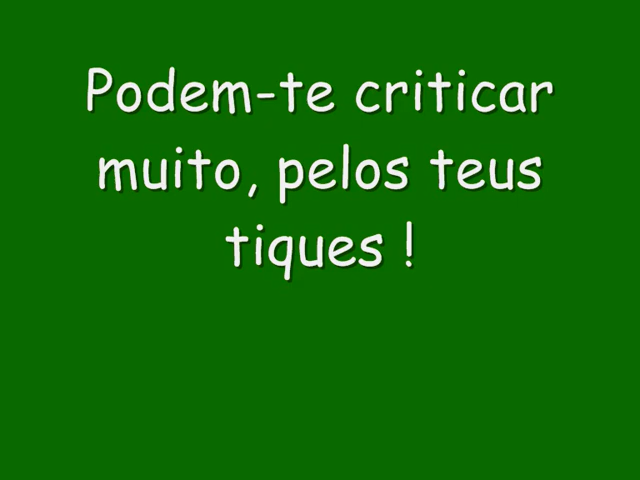 Podem-te criticar
muito, pelos teus
tiques !